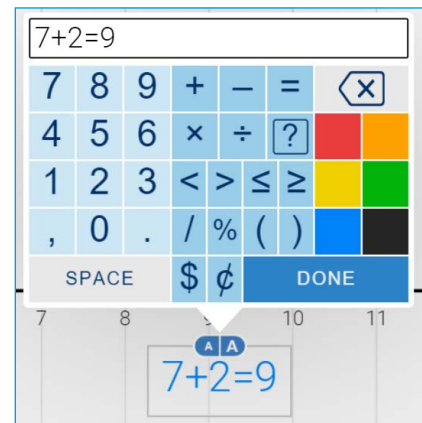 7+2=9
7 8 9 + – =
4 5 6 × ÷ ?
1 2 3 < > ≤ ≥
, 0 . / % ( )
SPACE $ ¢ DONE
7 8 10 11
A A
7+2=9